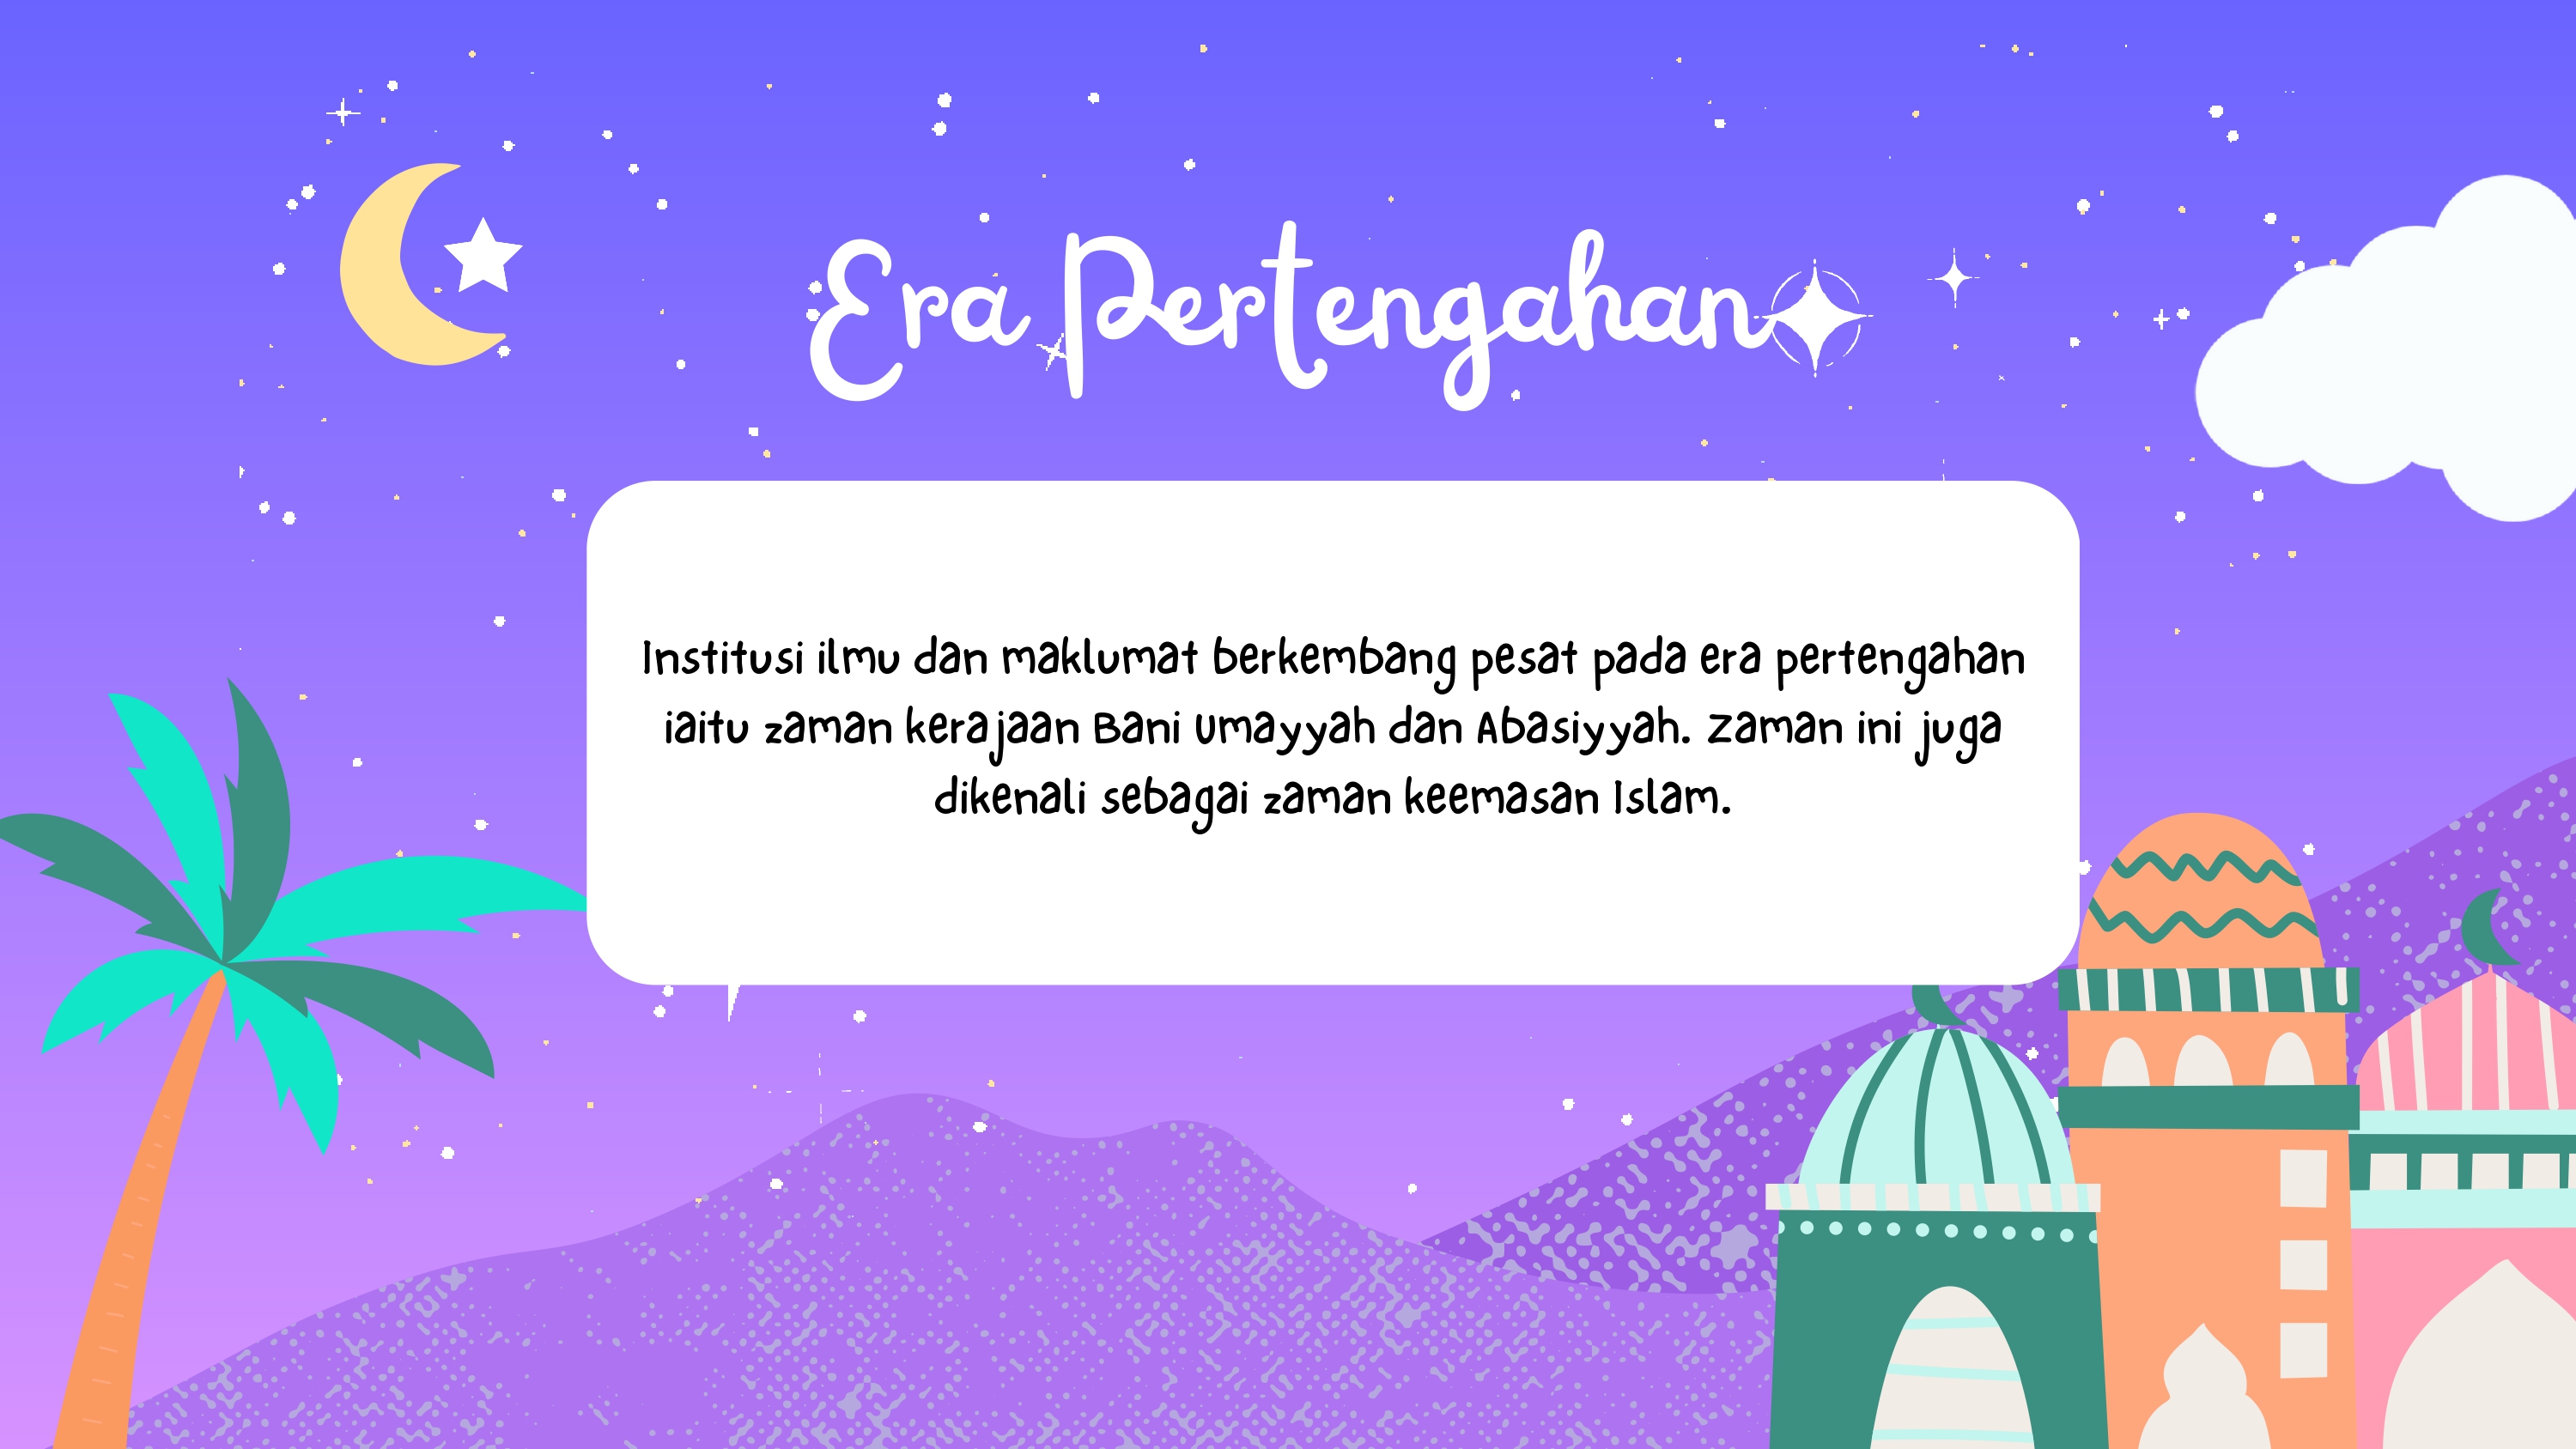 Era Pertengahan
Institusi ilmu dan maklumat berkembang pesat pada era pertengahan
iaitu zaman kerajaan Bani Umayyah dan Abasiyyah. Zaman ini juga
dikenali sebagai zaman keemasan Islam.